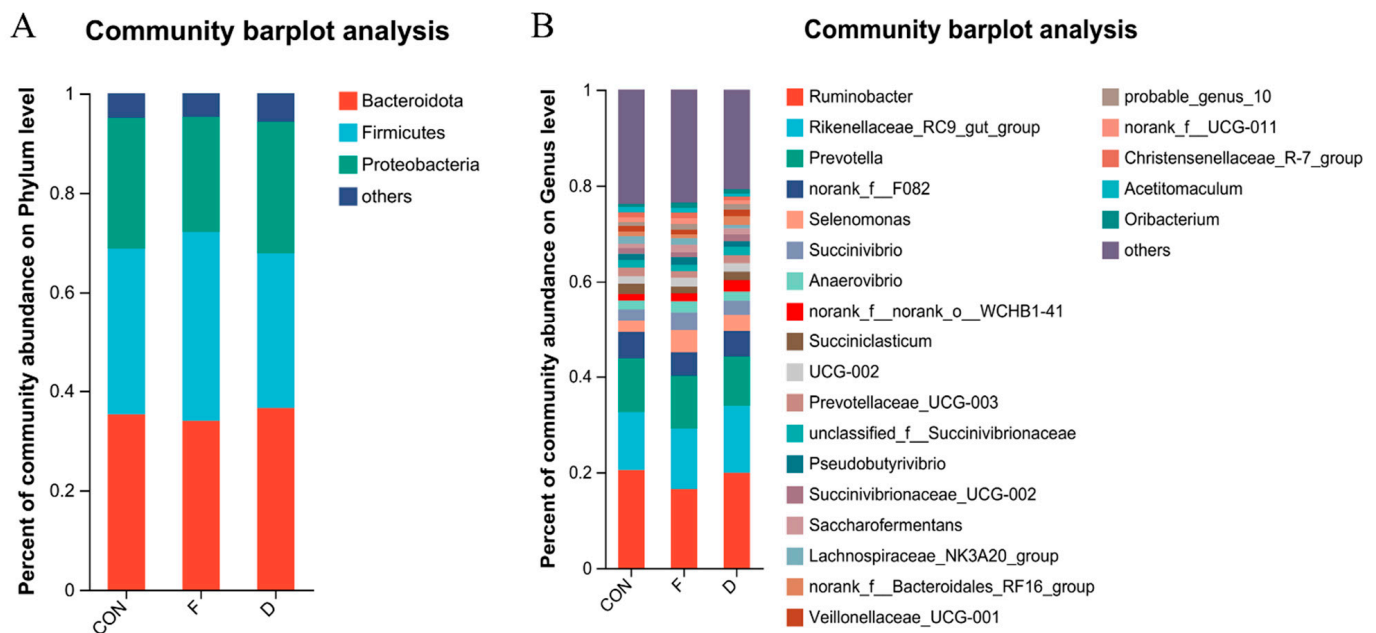 A
Community barplot analysis
Percent of community abundance on Phylum level
1
0.8
0.6
0.4
0.2
0
CON
F
D
Bacteroidota
Firmicutes
Proteobacteria
others
B
Community barplot analysis
Percent of community abundance on Genus level
1
0.8
0.6
0.4
0.2
0
CON
F
D
Ruminobacter
Rikenellaceae_RC9_gut_group
Prevotella
norank_f__F082
Selenomonas
Succinivibrio
Anaerovibrio
norank_f__norank_o__WCHB1-41
Succiniclasticum
UCG-002
Prevotellaceae_UCG-003
unclassified_f__Succinivibrionaceae
Pseudobutyrivibrio
Succinivibrionaceae_UCG-002
Saccharofermentans
Lachnospiraceae_NK3A20_group
norank_f__Bacteroidales_RF16_group
Veillonellaceae_UCG-001
probable_genus_10
norank_f__UCG-011
Christensenellaceae_R-7_group
Acetitomaculum
Oribacterium
others